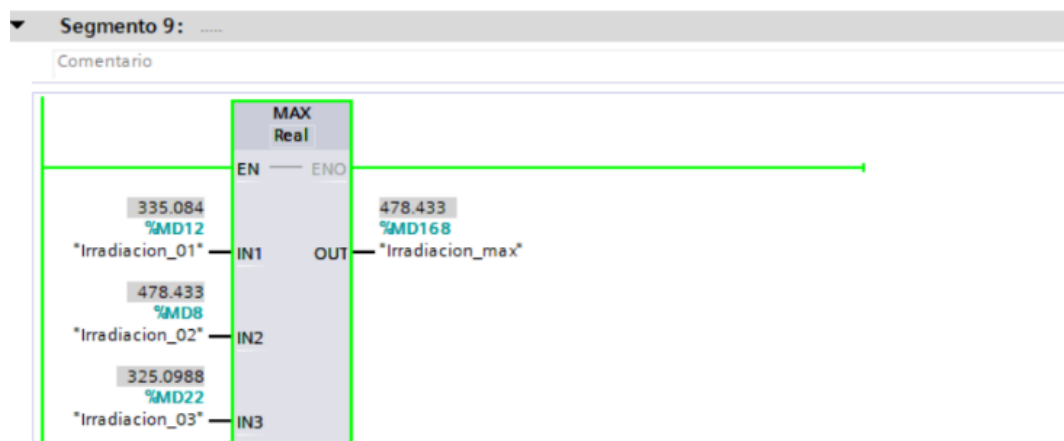 Segmento 9: .....
Comentario
MAX
Real
EN ENO
335.084
%MD12
"Irradiacion_01" IN1
478.433
%MD168
OUT "Irradiacion_max"
478.433
%MD8
"Irradiacion_02" IN2
325.0988
%MD22
"Irradiacion_03" IN3